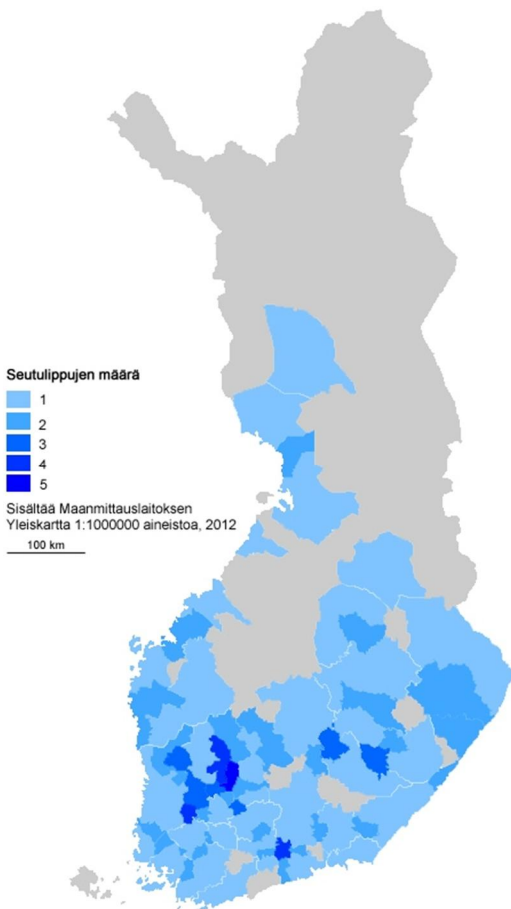 Seutulippujen määrä
1
2
3
4
5
Sisältää Maanmittauslaitoksen
Yleiskartta 1:1000000 aineistoa, 2012
100 km